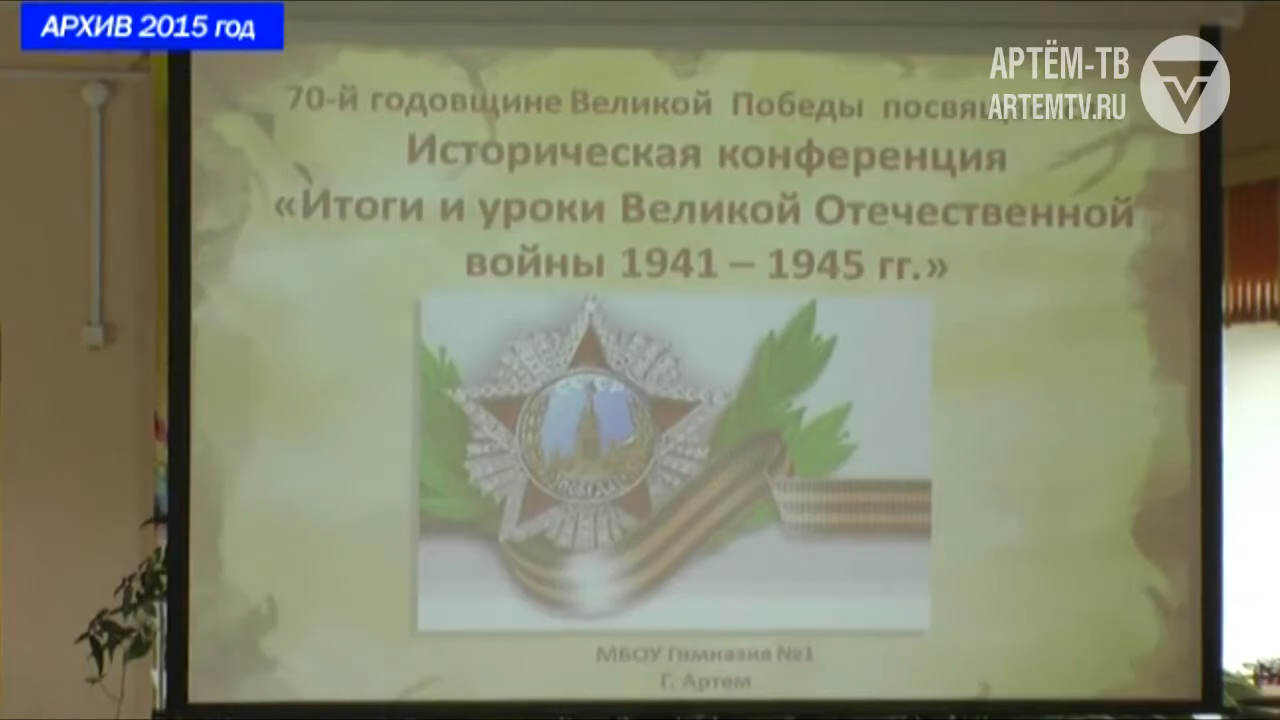 АРХИВ 2015 год
АРТЁМ-ТВ
ARTEMTV.RU
70-й годовщине Великой Победы
Историческая конференция
«Итоги и уроки Великой Отечественной
войны 1941 – 1945 гг.»
МБОУ Гимназия №1
Г. Артем